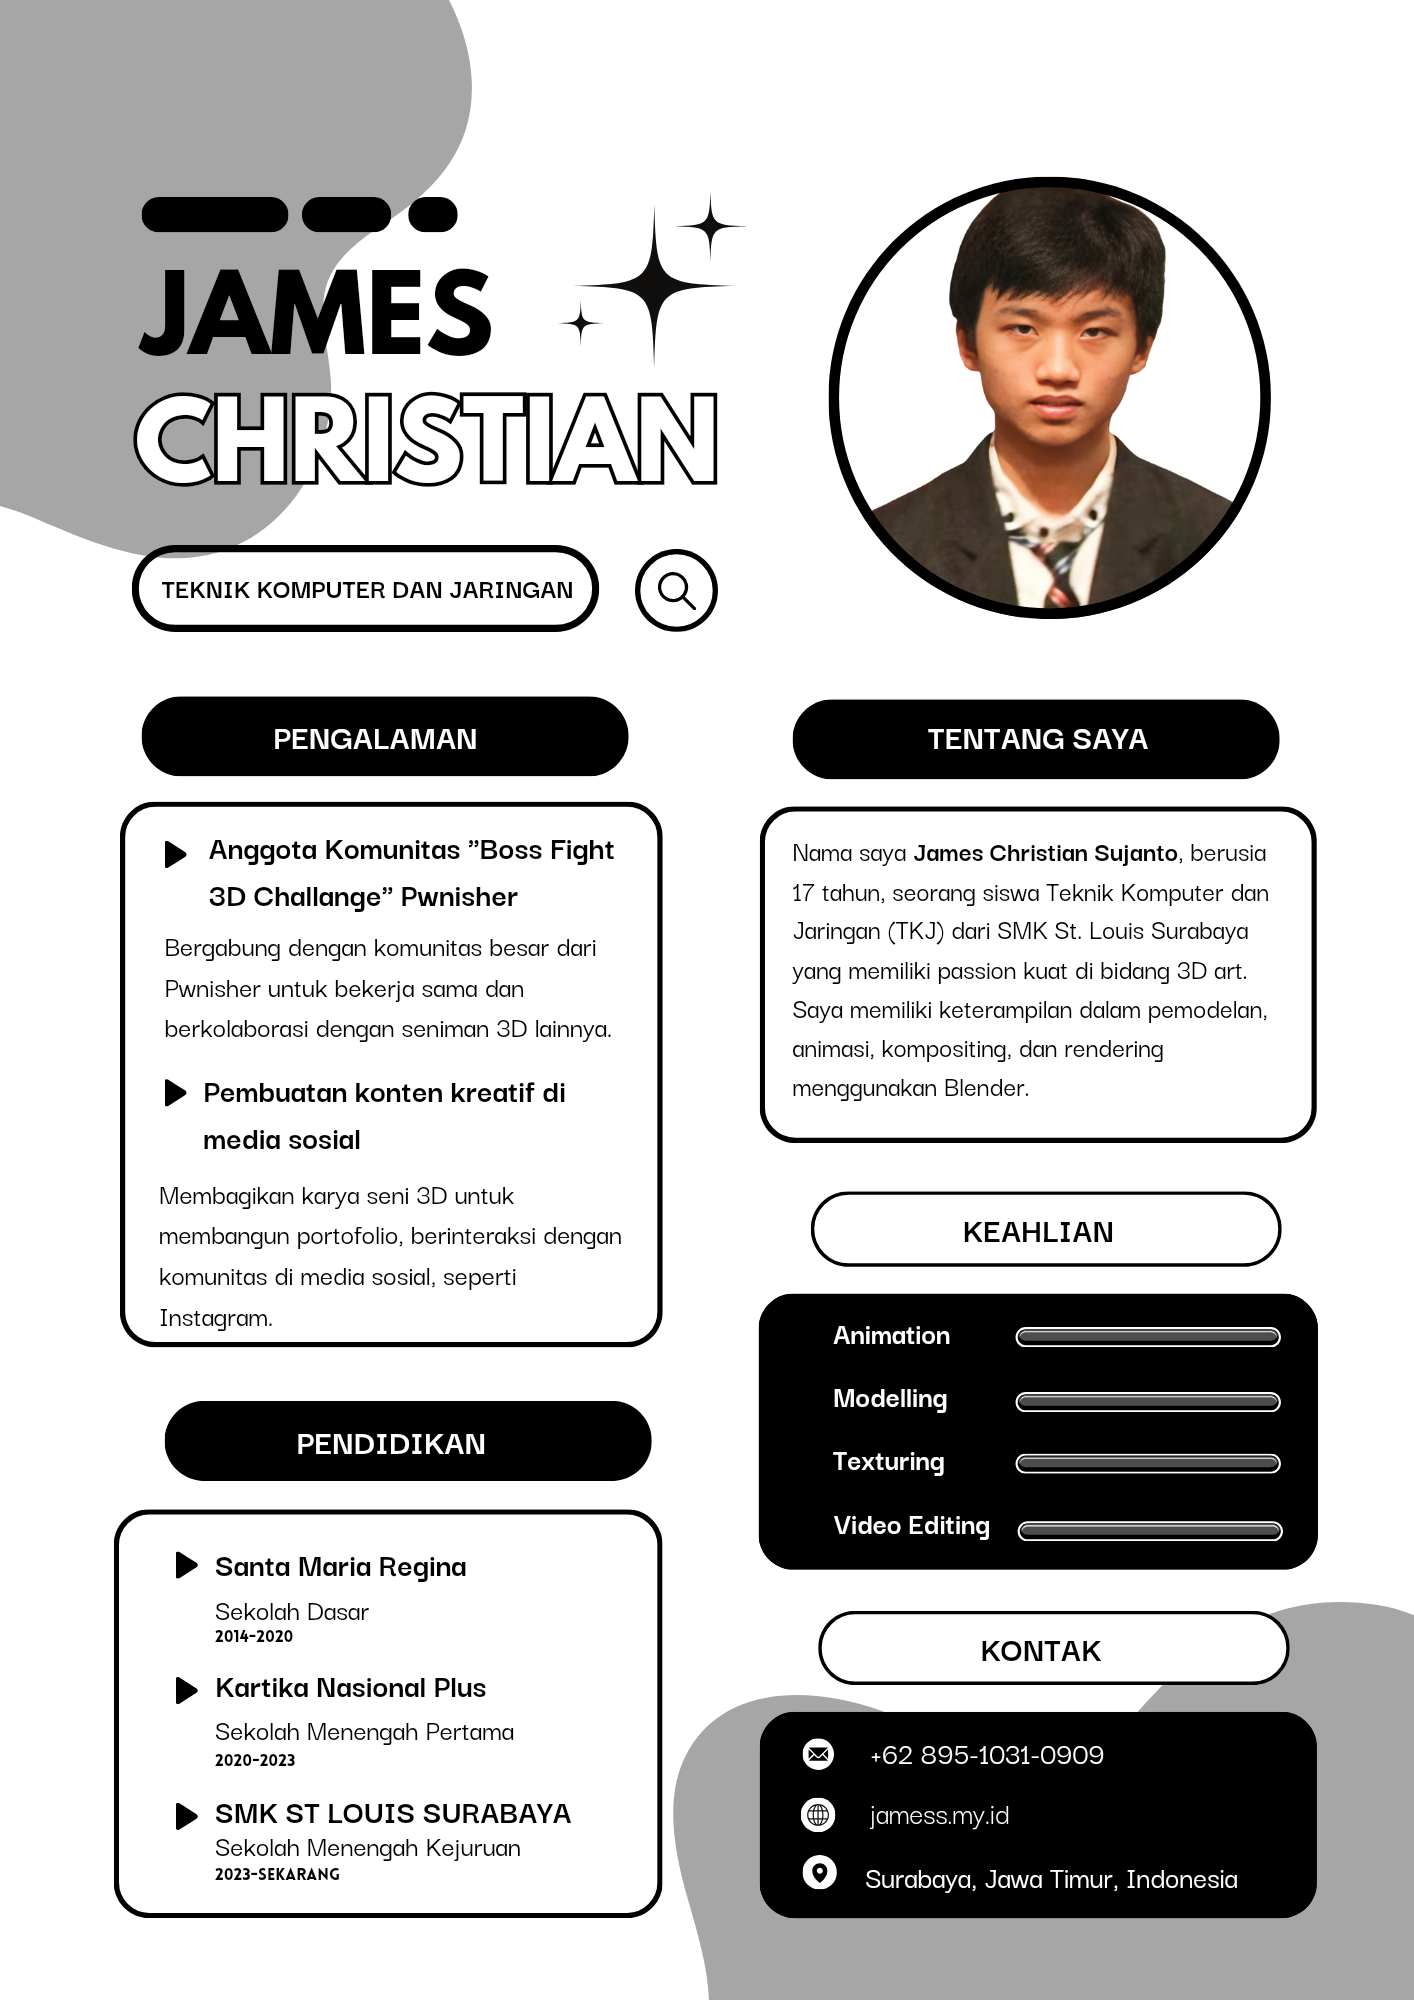 JAMES
CHRISTIAN
TEKNIK KOMPUTER DAN JARINGAN
PENGALAMAN
Anggota Komunitas ”Boss Fight
3D Challange” Pwnisher
Bergabung dengan komunitas besar dari
Pwnisher untuk bekerja sama dan
berkolaborasi dengan seniman 3D lainnya.
Pembuatan konten kreatif di
media sosial
Membagikan karya seni 3D untuk
membangun portofolio, berinteraksi dengan
komunitas di media sosial, seperti
Instagram.
PENDIDIKAN
Santa Maria Regina
Sekolah Dasar
2014-2020
Kartika Nasional Plus
Sekolah Menengah Pertama
2020-2023
SMK ST LOUIS SURABAYA
Sekolah Menengah Kejuruan
2023-SEKARANG
TENTANG SAYA
Nama saya James Christian Sujanto, berusia
17 tahun, seorang siswa Teknik Komputer dan
Jaringan (TKJ) dari SMK St. Louis Surabaya
yang memiliki passion kuat di bidang 3D art.
Saya memiliki keterampilan dalam pemodelan,
animasi, kompositing, dan rendering
menggunakan Blender.
KEAHLIAN
Animation
Modelling
Texturing
Video Editing
KONTAK
+62 895-1031-0909
jamess.my.id
Surabaya, Jawa Timur, Indonesia